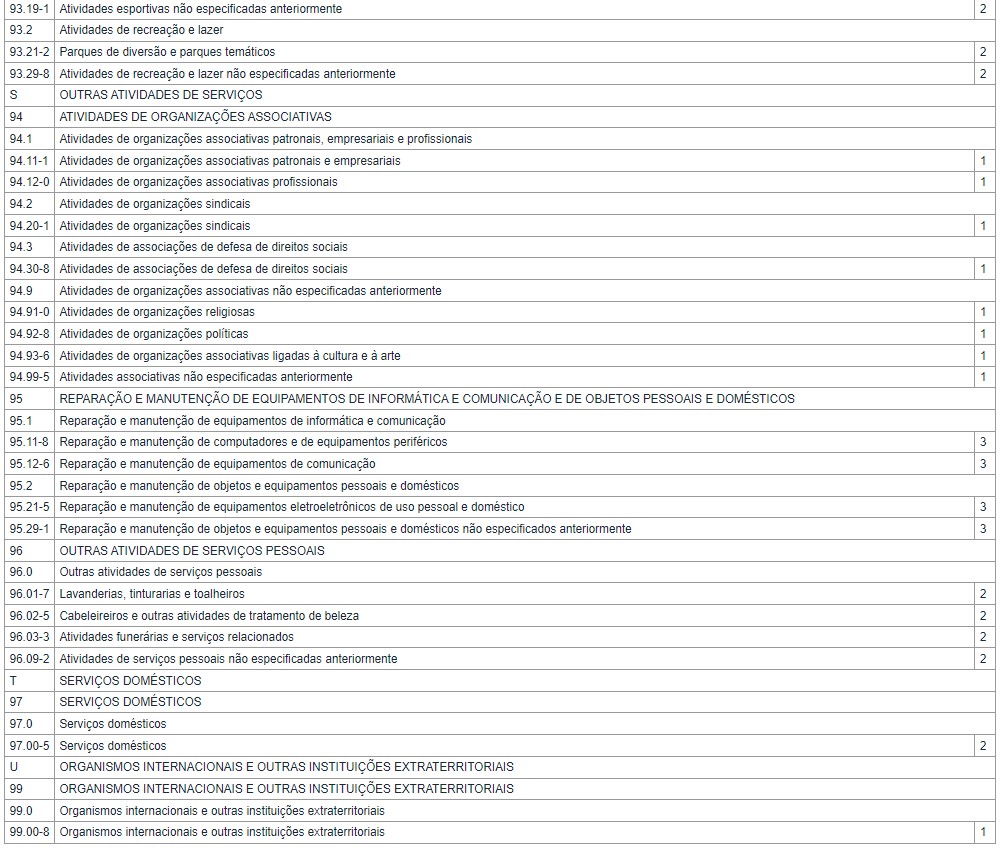 93.19-1 Atividades esportivas não especificadas anteriormente 2
93.2 Atividades de recreação e lazer
93.21-2 Parques de diversão e parques temáticos 2
93.29-8 Atividades de recreação e lazer não especificadas anteriormente 2
S OUTRAS ATIVIDADES DE SERVIÇOS
94 ATIVIDADES DE ORGANIZAÇÕES ASSOCIATIVAS
94.1 Atividades de organizações associativas patronais, empresariais e profissionais
94.11-1 Atividades de organizações associativas patronais e empresariais 1
94.12-0 Atividades de organizações associativas profissionais 1
94.2 Atividades de organizações sindicais
94.20-1 Atividades de organizações sindicais 1
94.3 Atividades de associações de defesa de direitos sociais
94.30-8 Atividades de associações de defesa de direitos sociais 1
94.9 Atividades de organizações associativas não especificadas anteriormente
94.91-0 Atividades de organizações religiosas 1
94.92-8 Atividades de organizações políticas 1
94.93-6 Atividades de organizações associativas ligadas à cultura e à arte 1
94.99-5 Atividades associativas não especificadas anteriormente 1
95 REPARAÇÃO E MANUTENÇÃO DE EQUIPAMENTOS DE INFORMÁTICA E COMUNICAÇÃO E DE OBJETOS PESSOAIS E DOMÉSTICOS
95.1 Reparação e manutenção de equipamentos de informática e comunicação
95.11-8 Reparação e manutenção de computadores e de equipamentos periféricos 3
95.12-6 Reparação e manutenção de equipamentos de comunicação 3
95.2 Reparação e manutenção de objetos e equipamentos pessoais e domésticos
95.21-5 Reparação e manutenção de equipamentos eletroeletrônicos de uso pessoal e doméstico 3
95.29-1 Reparação e manutenção de objetos e equipamentos pessoais e domésticos não especificados anteriormente 3
96 OUTRAS ATIVIDADES DE SERVIÇOS PESSOAIS
96.0 Outras atividades de serviços pessoais
96.01-7 Lavanderias, tinturarias e toalheiros 2
96.02-5 Cabeleireiros e outras atividades de tratamento de beleza 2
96.03-3 Atividades funerárias e serviços relacionados 2
96.09-2 Atividades de serviços pessoais não especificadas anteriormente 2
T SERVIÇOS DOMÉSTICOS
97 SERVIÇOS DOMÉSTICOS
97.0 Serviços domésticos
97.00-5 Serviços domésticos 2
U ORGANISMOS INTERNACIONAIS E OUTRAS INSTITUIÇÕES EXTRATERRITORIAIS
99 ORGANISMOS INTERNACIONAIS E OUTRAS INSTITUIÇÕES EXTRATERRITORIAIS
99.0 Organismos internacionais e outras instituições extraterritoriais
99.00-8 Organismos internacionais e outras instituições extraterritoriais 1